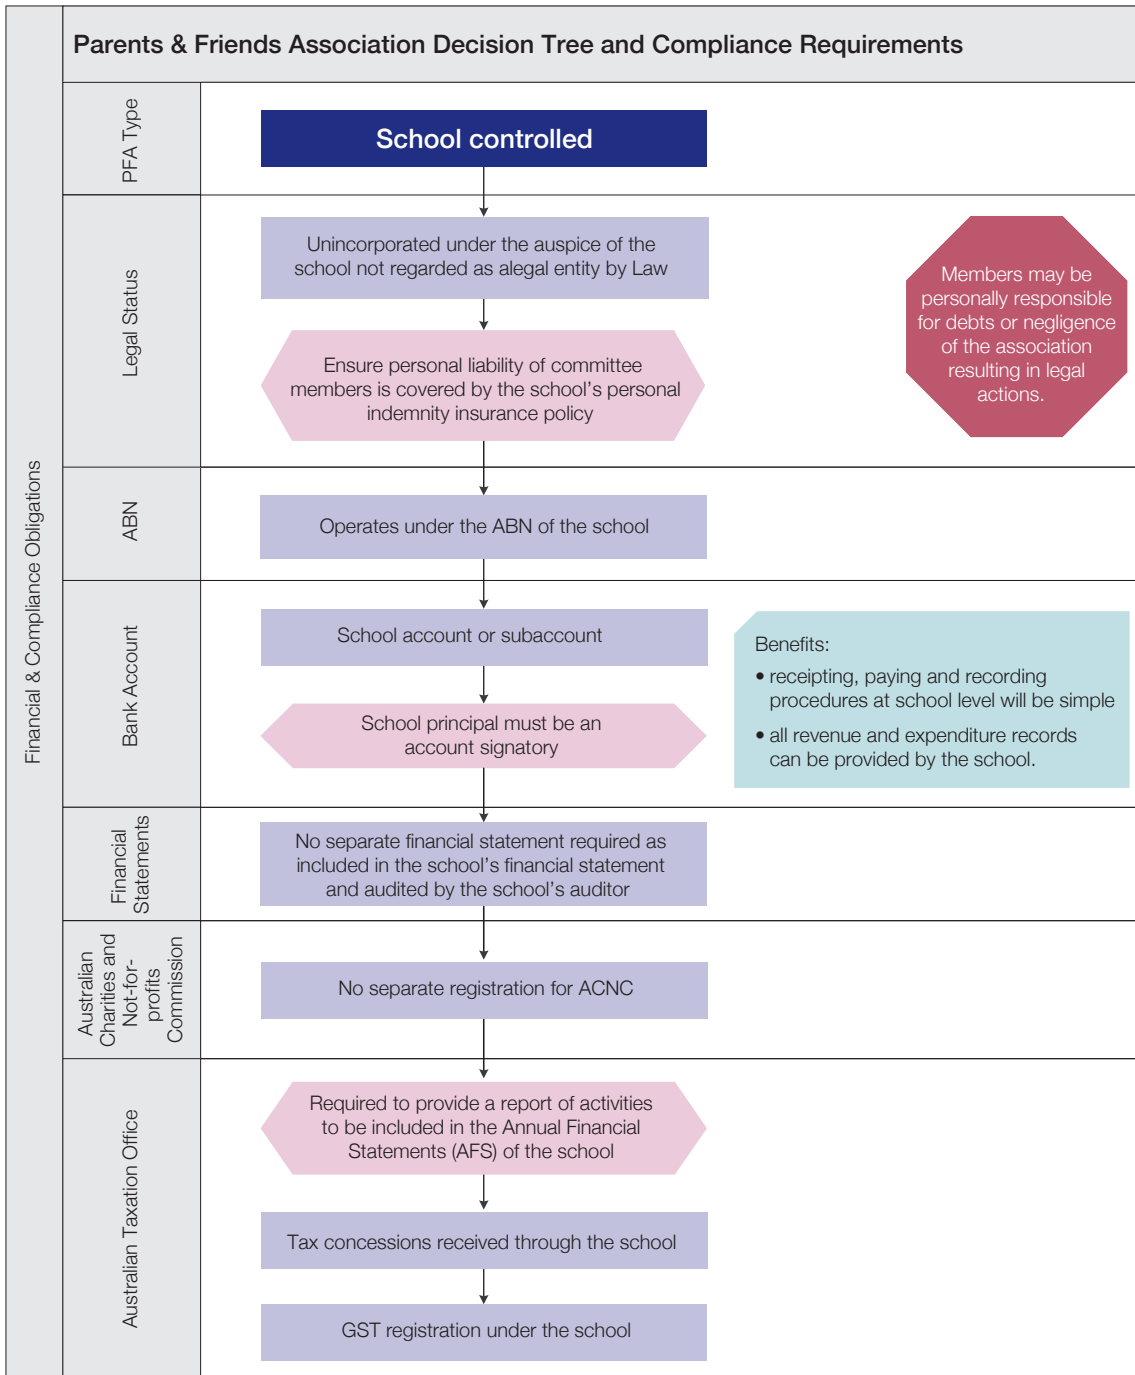 Parents & Friends Association Decision Tree and Compliance Requirements
Financial & Compliance Obligations
PFA Type
School controlled
Legal Status
Unincorporated under the auspice of the
school not regarded as alegal entity by Law
Ensure personal liability of committee
members is covered by the school's personal
indemnity insurance policy
Members may be
personally responsible
for debts or negligence
of the association
resulting in legal
actions.
ABN
Operates under the ABN of the school
Bank Account
School account or subaccount
School principal must be an
account signatory
Benefits:
• receipting, paying and recording
procedures at school level will be simple
• all revenue and expenditure records
can be provided by the school.
Financial
Statements
No separate financial statement required as
included in the school's financial statement
and audited by the school's auditor
Australian
Charities and
Not-for-
profits
Commission
No separate registration for ACNC
Australian Taxation Office
Required to provide a report of activities
to be included in the Annual Financial
Statements (AFS) of the school
Tax concessions received through the school
GST registration under the school